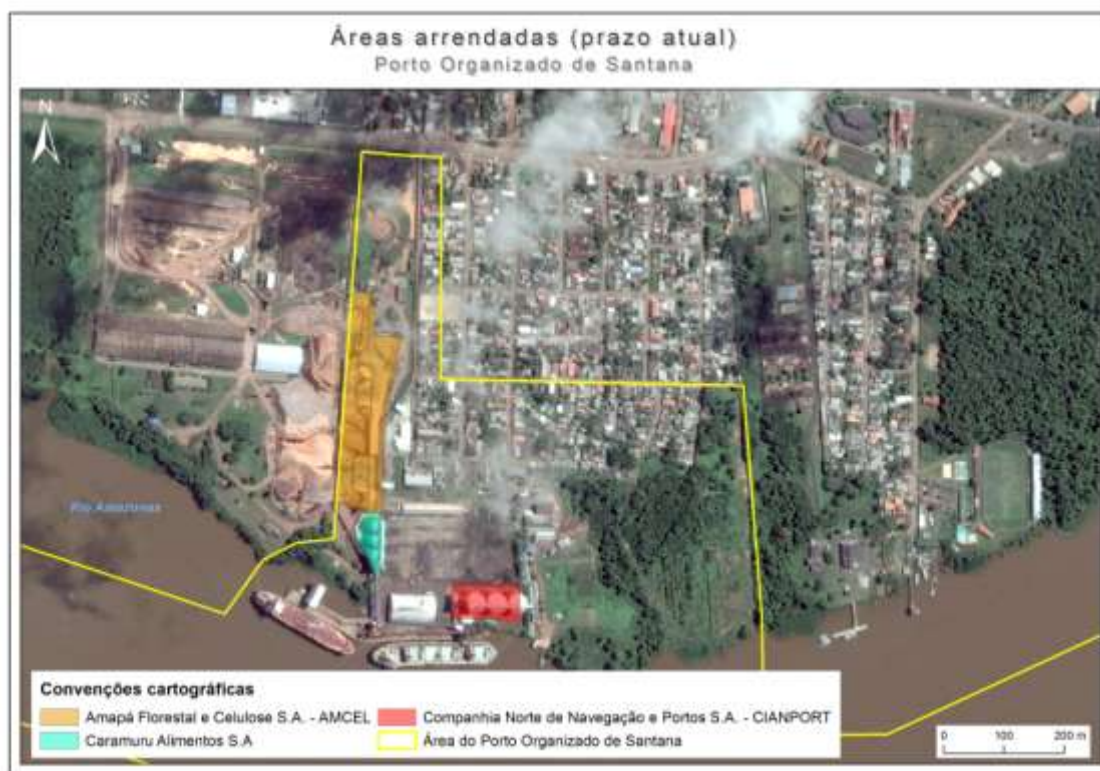 Áreas arrendadas (prazo atual)
Porto Organizado de Santana
N
Rio Amazonas
Convenções cartográficas
Amapá Florestal e Celulose S.A. - AMCEL
Companhia Norte de Navegação e Portos S.A. - CIANPORT
Caramuru Alimentos S.A
Área do Porto Organizado de Santana
0 100 200 m